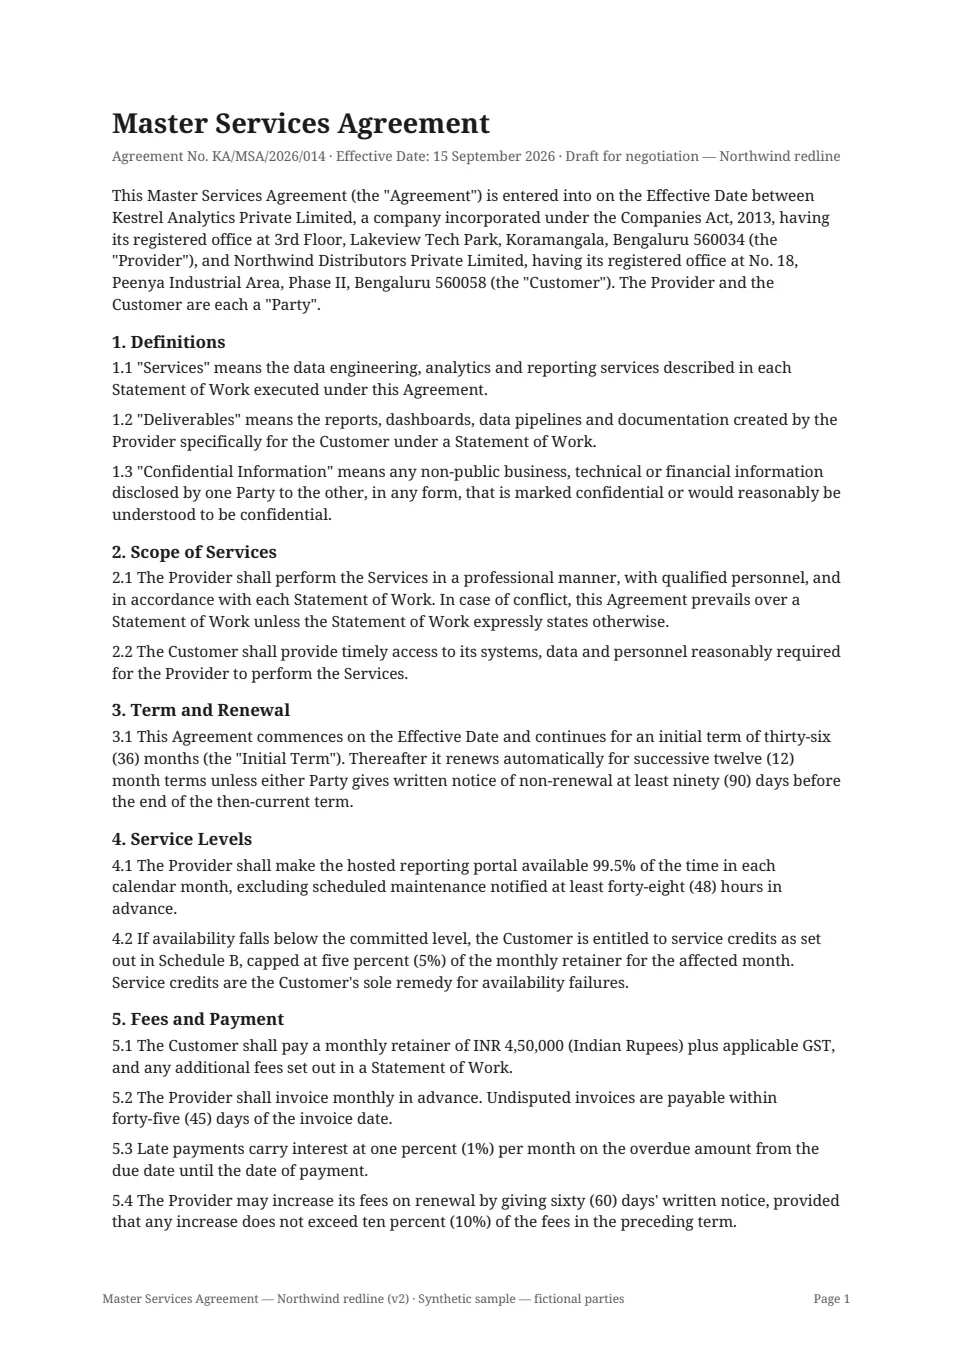 Master Services Agreement
Agreement No. KA/MSA/2026/014 · Effective Date: 15 September 2026 · Draft for negotiation — Northwind redline
This Master Services Agreement (the "Agreement") is entered into on the Effective Date between
Kestrel Analytics Private Limited, a company incorporated under the Companies Act, 2013, having
its registered office at 3rd Floor, Lakeview Tech Park, Koramangala, Bengaluru 560034 (the
"Provider"), and Northwind Distributors Private Limited, having its registered office at No. 18,
Peenya Industrial Area, Phase II, Bengaluru 560058 (the "Customer"). The Provider and the
Customer are each a "Party".
1. Definitions
1.1 "Services" means the data engineering, analytics and reporting services described in each
Statement of Work executed under this Agreement.
1.2 "Deliverables" means the reports, dashboards, data pipelines and documentation created by the
Provider specifically for the Customer under a Statement of Work.
1.3 "Confidential Information" means any non-public business, technical or financial information
disclosed by one Party to the other, in any form, that is marked confidential or would reasonably be
understood to be confidential.
2. Scope of Services
2.1 The Provider shall perform the Services in a professional manner, with qualified personnel, and
in accordance with each Statement of Work. In case of conflict, this Agreement prevails over a
Statement of Work unless the Statement of Work expressly states otherwise.
2.2 The Customer shall provide timely access to its systems, data and personnel reasonably required
for the Provider to perform the Services.
3. Term and Renewal
3.1 This Agreement commences on the Effective Date and continues for an initial term of thirty-six
(36) months (the "Initial Term"). Thereafter it renews automatically for successive twelve (12)
month terms unless either Party gives written notice of non-renewal at least ninety (90) days before
the end of the then-current term.
4. Service Levels
4.1 The Provider shall make the hosted reporting portal available 99.5% of the time in each
calendar month, excluding scheduled maintenance notified at least forty-eight (48) hours in
advance.
4.2 If availability falls below the committed level, the Customer is entitled to service credits as set
out in Schedule B, capped at five percent (5%) of the monthly retainer for the affected month.
Service credits are the Customer's sole remedy for availability failures.
5. Fees and Payment
5.1 The Customer shall pay a monthly retainer of INR 4,50,000 (Indian Rupees) plus applicable GST,
and any additional fees set out in a Statement of Work.
5.2 The Provider shall invoice monthly in advance. Undisputed invoices are payable within
forty-five (45) days of the invoice date.
5.3 Late payments carry interest at one percent (1%) per month on the overdue amount from the
due date until the date of payment.
5.4 The Provider may increase its fees on renewal by giving sixty (60) days' written notice, provided
that any increase does not exceed ten percent (10%) of the fees in the preceding term.
Master Services Agreement — Northwind redline (v2) · Synthetic sample — fictional parties
Page 1